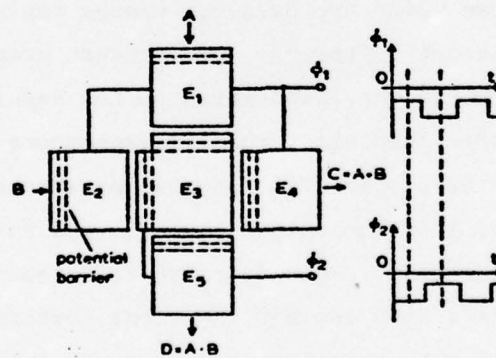 A
ϕ1
E1
ϕ1
0
t
B
E2
E3
E4
C=A·B
potential
barrier
ϕ2
0
t
E5
ϕ2
D=A·B